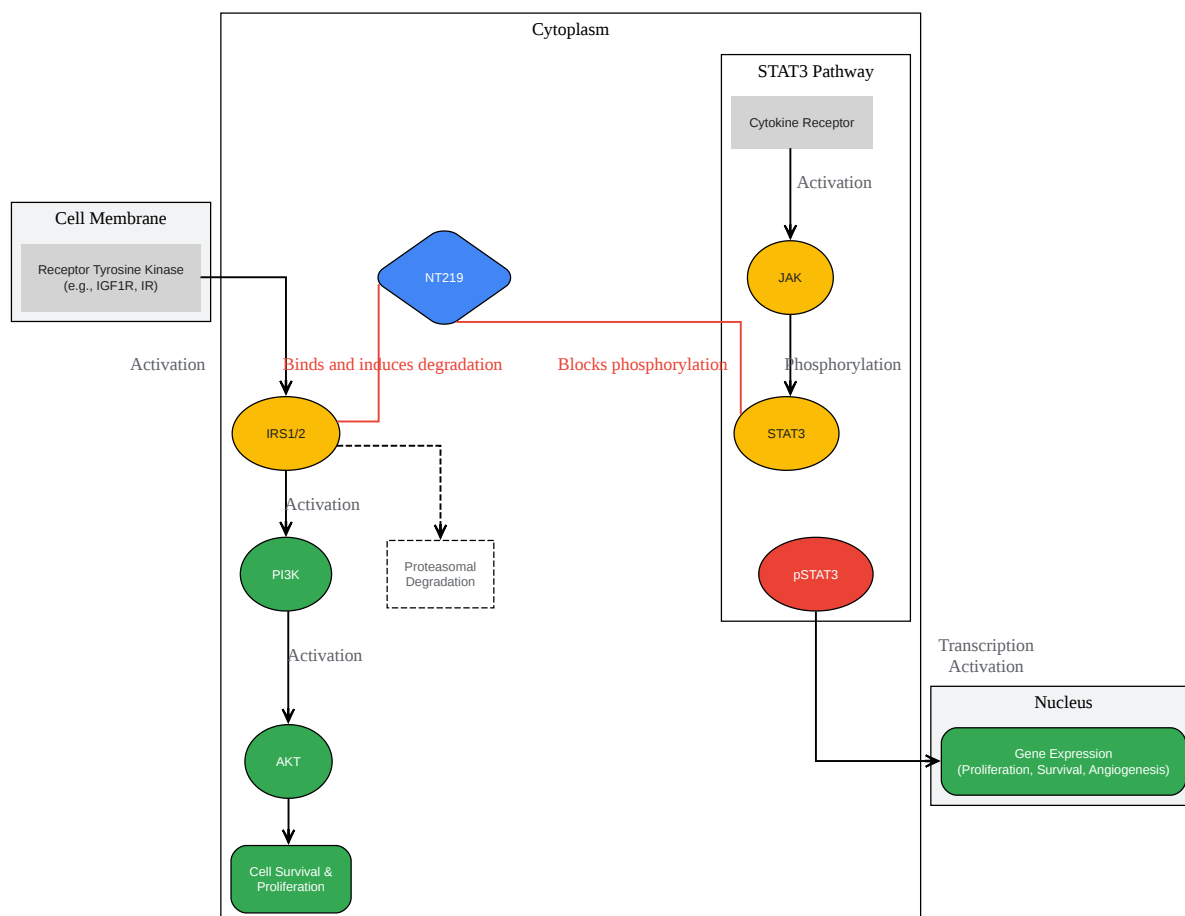 Cytoplasm
STAT3 Pathway
Cytokine Receptor
Activation
Cell Membrane
Receptor Tyrosine Kinase
(e.g., IGF1R, IR)
NT219
JAK
Activation
Binds and induces degradation
Blocks phosphorylation
Phosphorylation
IRS1/2
STAT3
Activation
PI3K
Proteasomal
Degradation
pSTAT3
Activation
Transcription
Activation
Nucleus
Gene Expression
(Proliferation, Survival, Angiogenesis)
AKT
Cell Survival &
Proliferation